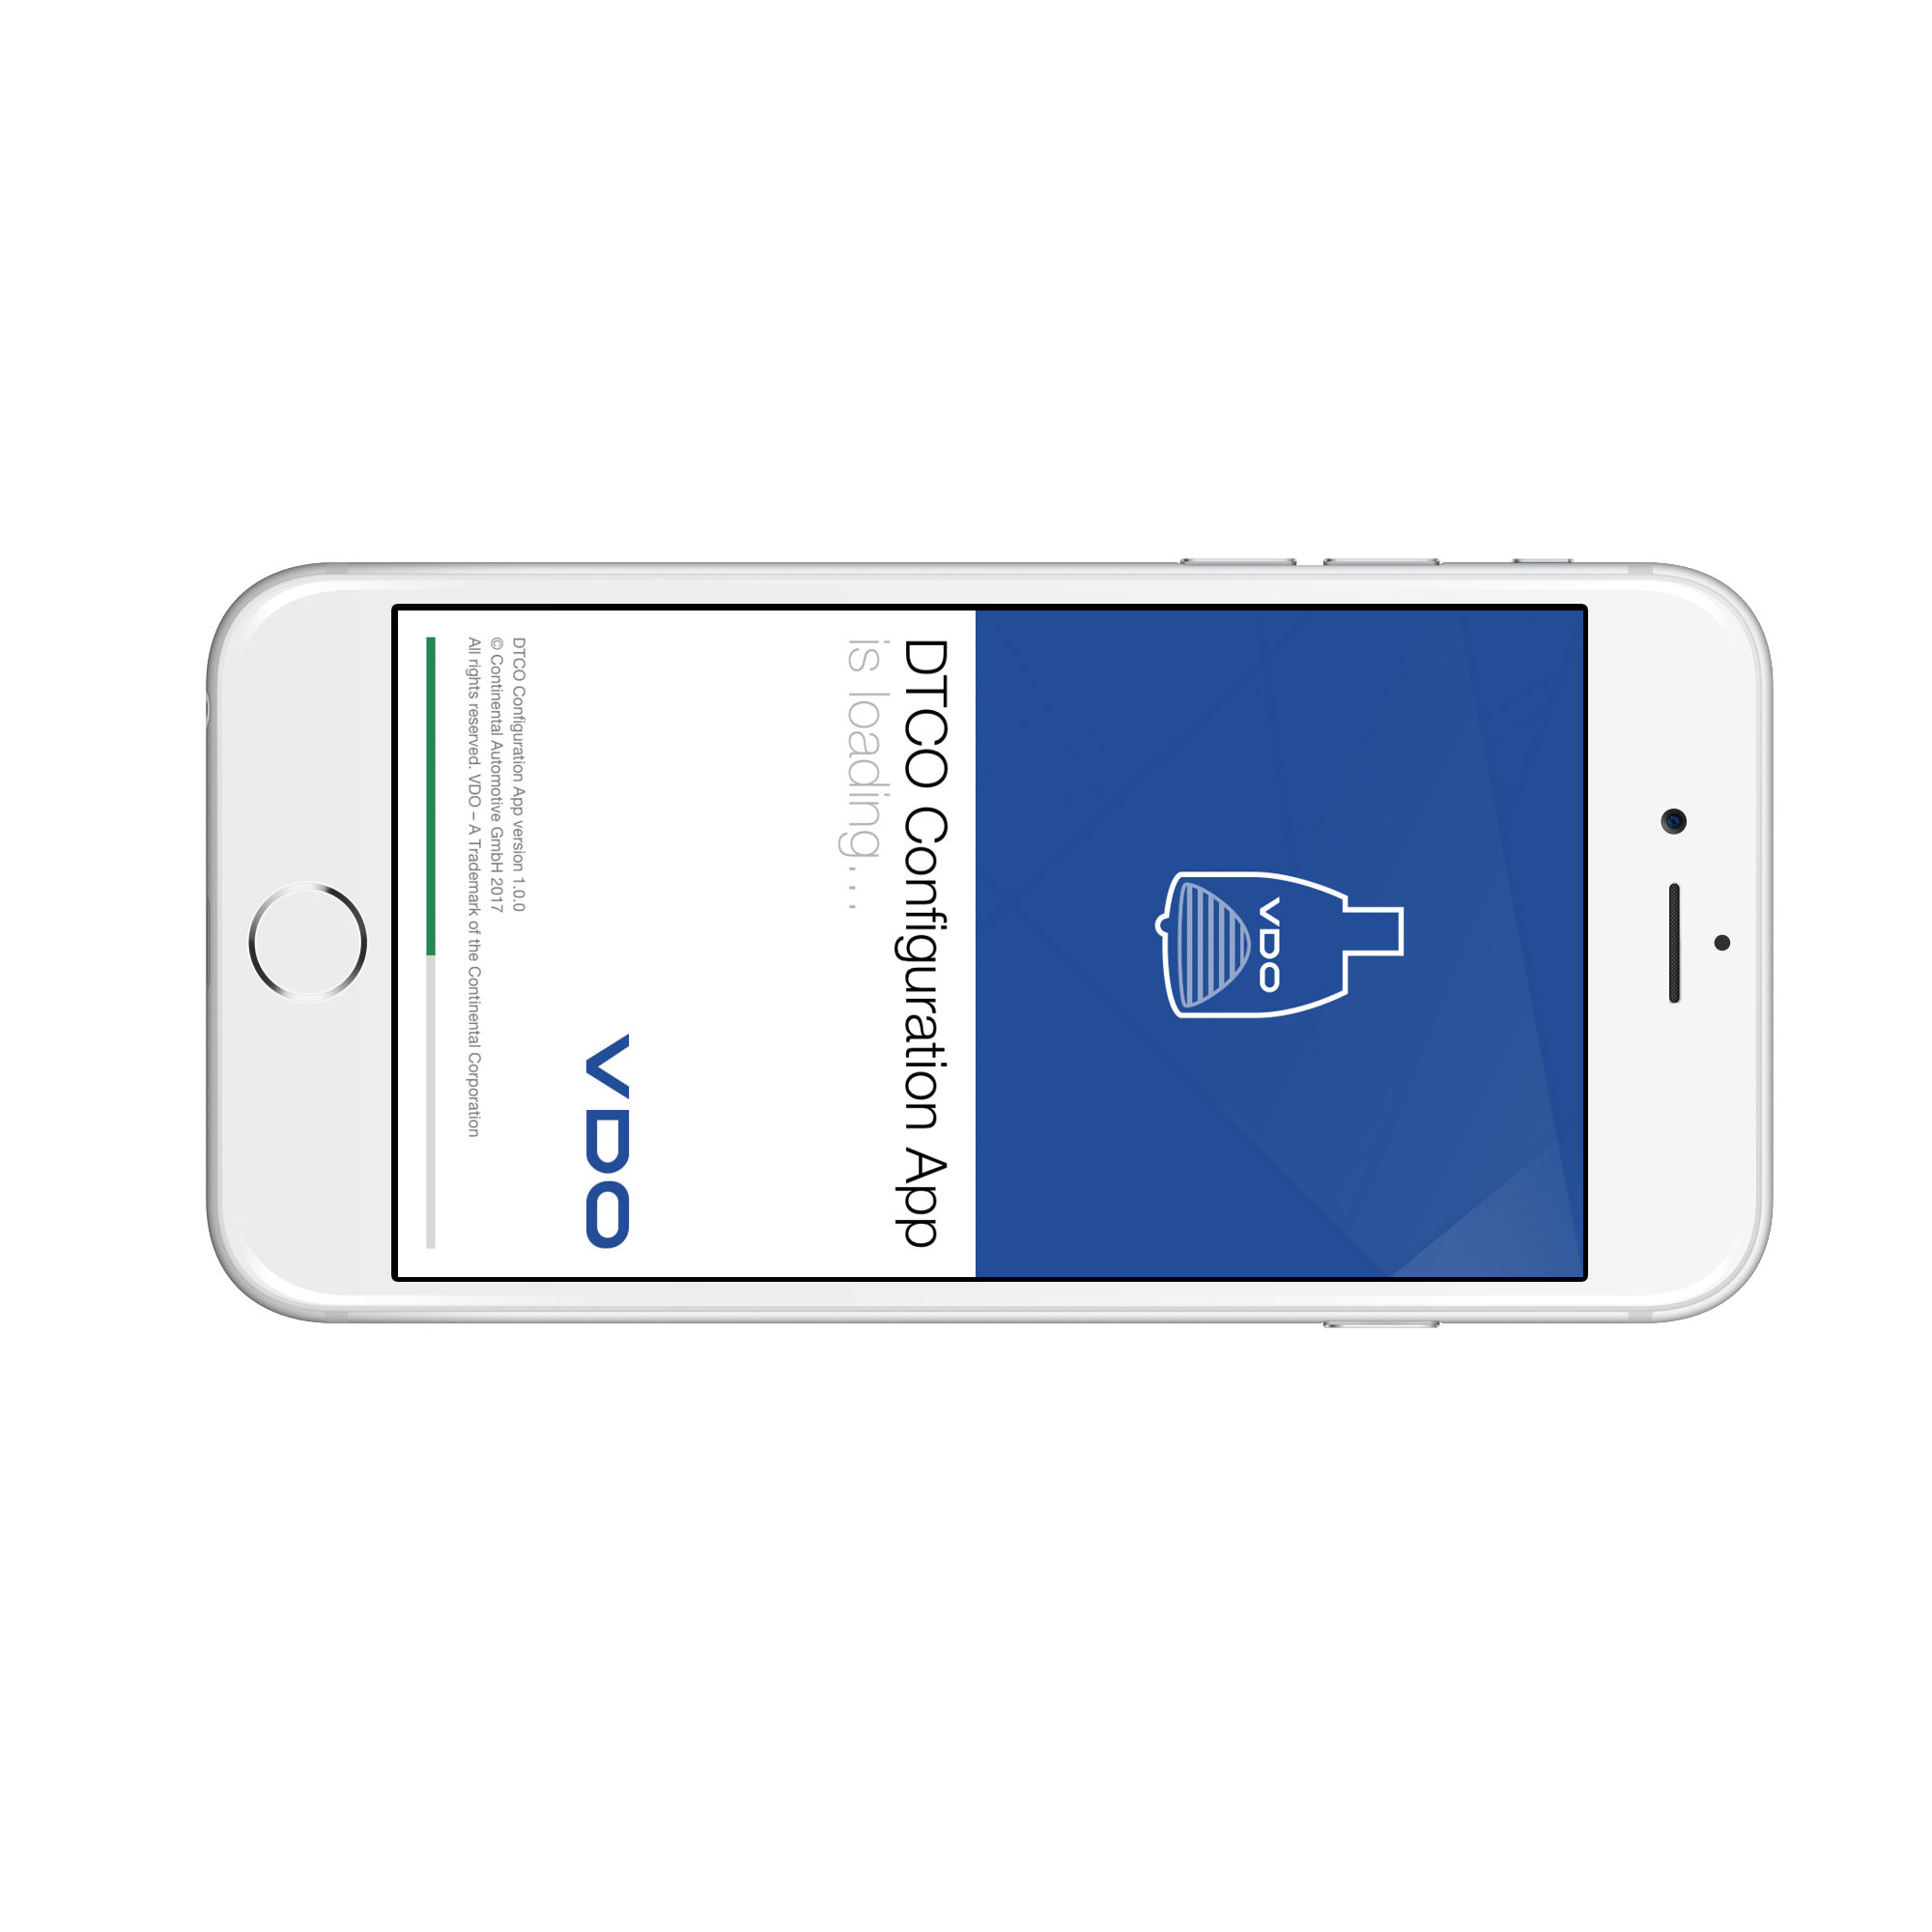 VDO
DTCO Configuration App
is loading...
VDO
DTCO Configuration App version 1.0.0
© Continental Automotive GmbH 2017
All rights reserved. VDO – A Trademark of the Continental Corporation